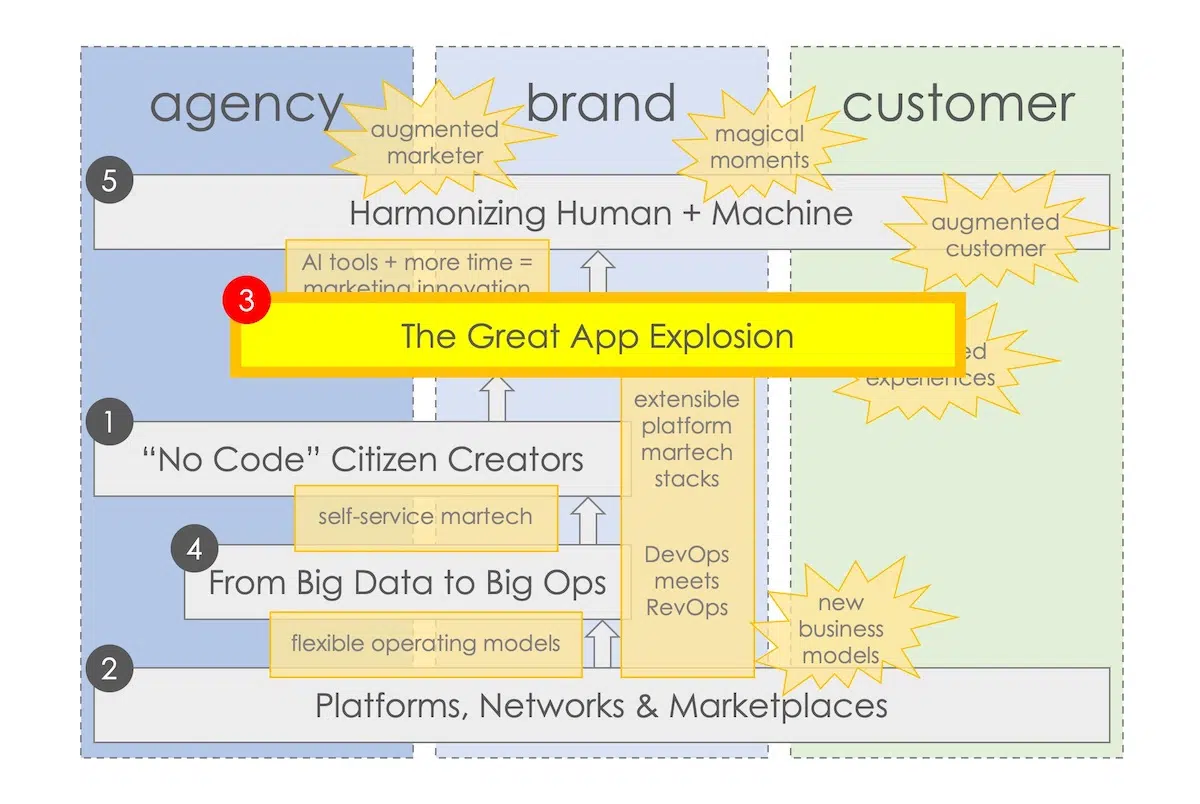 agency
brand
customer
augmented
marketer
magical
moments
5
Harmonizing Human + Machine
augmented
customer
AI tools + more time =
marketing innovation
3
The Great App Explosion
experiences
extensible
platform
martech
stacks
1
“No Code” Citizen Creators
self-service martech
4
From Big Data to Big Ops
DevOps
meets
RevOps
new
business
models
flexible operating models
2
Platforms, Networks & Marketplaces